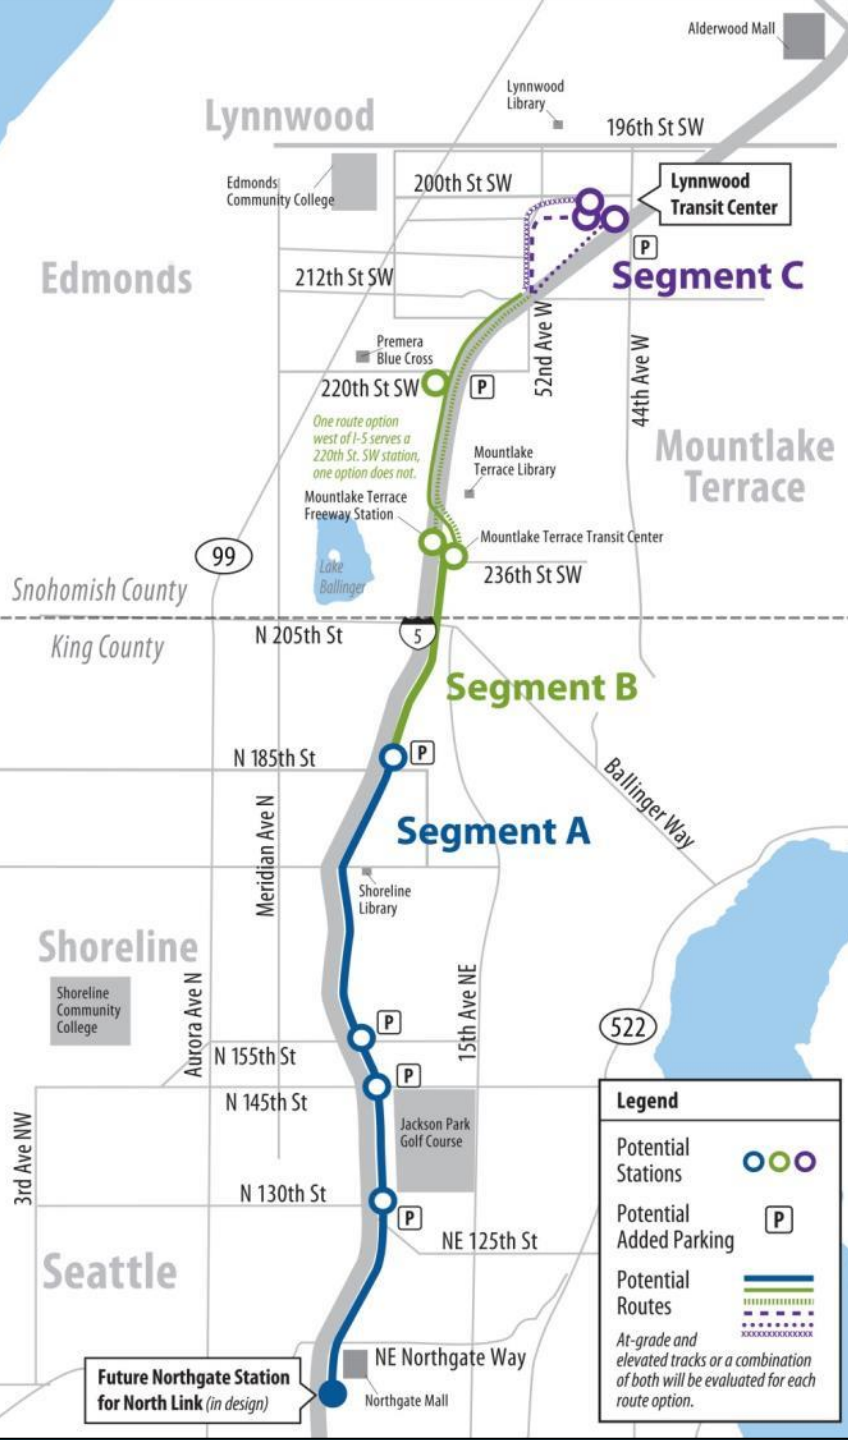 Alderwood Mall
Lynnwood
Library
Lynnwood
196th St SW
Edmonds
Community College
200th St SW
Lynnwood
Transit Center
P
Edmonds
212th St SW
Segment C
Premera
Blue Cross
52nd Ave W
44th Ave W
220th St SW
P
One route option
west of I-5 serves a
220th St. SW station,
one option does not.
Mountlake
Terrace
Mountlake
Terrace Library
Mountlake Terrace
Freeway Station
Mountlake Terrace Transit Center
99
Lake
Ballinger
236th St SW
Snohomish County
King County
N 205th St
5
Segment B
N 185th St
P
Ballinger Way
Meridian Ave N
Segment A
Shoreline
Library
Shoreline
Shoreline
Community
College
Aurora Ave N
15th Ave NE
522
P
N 155th St
P
N 145th St
Jackson Park
Golf Course
3rd Ave NW
N 130th St
P
NE 125th St
Seattle
NE Northgate Way
Northgate Mall
Future Northgate Station
for North Link (in design)
Legend
Potential
Stations
Potential
Added Parking
P
Potential
Routes
At-grade and
elevated tracks or a combination
of both will be evaluated for each
route option.